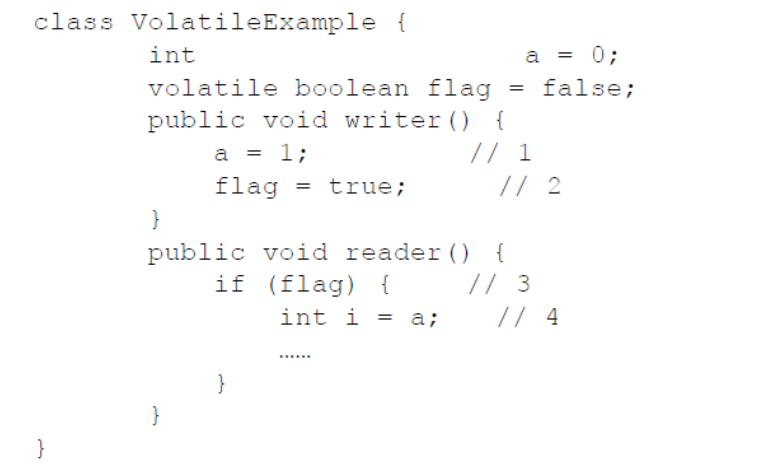 class VolatileExample {
int a = 0;
volatile boolean flag = false;
public void writer() {
a = 1; // 1
flag = true; // 2
}
public void reader() {
if (flag) { // 3
int i = a; // 4
……
}
}
}